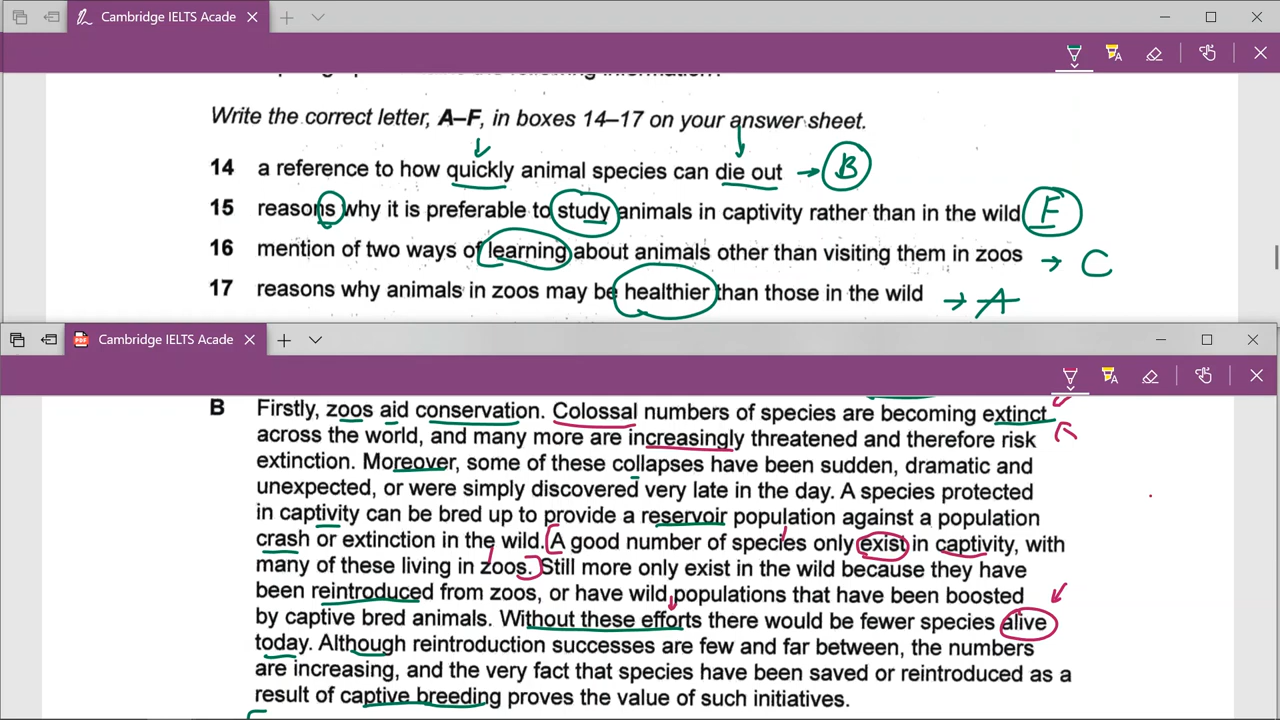 Cambridge IELTS Acade
Write the correct letter, A–F, in boxes 14–17 on your answer sheet.
14 a reference to how quickly animal species can die out → B
15 reasons why it is preferable to study animals in captivity rather than in the wild F
16 mention of two ways of learning about animals other than visiting them in zoos → C
17 reasons why animals in zoos may be healthier than those in the wild → A
Cambridge IELTS Acade
B Firstly, zoos aid conservation. Colossal numbers of species are becoming extinct
across the world, and many more are increasingly threatened and therefore risk
extinction. Moreover, some of these collapses have been sudden, dramatic and
unexpected, or were simply discovered very late in the day. A species protected
in captivity can be bred up to provide a reservoir population against a population
crash or extinction in the wild. A good number of species only exist in captivity, with
many of these living in zoos. Still more only exist in the wild because they have
been reintroduced from zoos, or have wild populations that have been boosted
by captive bred animals. Without these efforts there would be fewer species alive
today. Although reintroduction successes are few and far between, the numbers
are increasing, and the very fact that species have been saved or reintroduced as a
result of captive breeding proves the value of such initiatives.